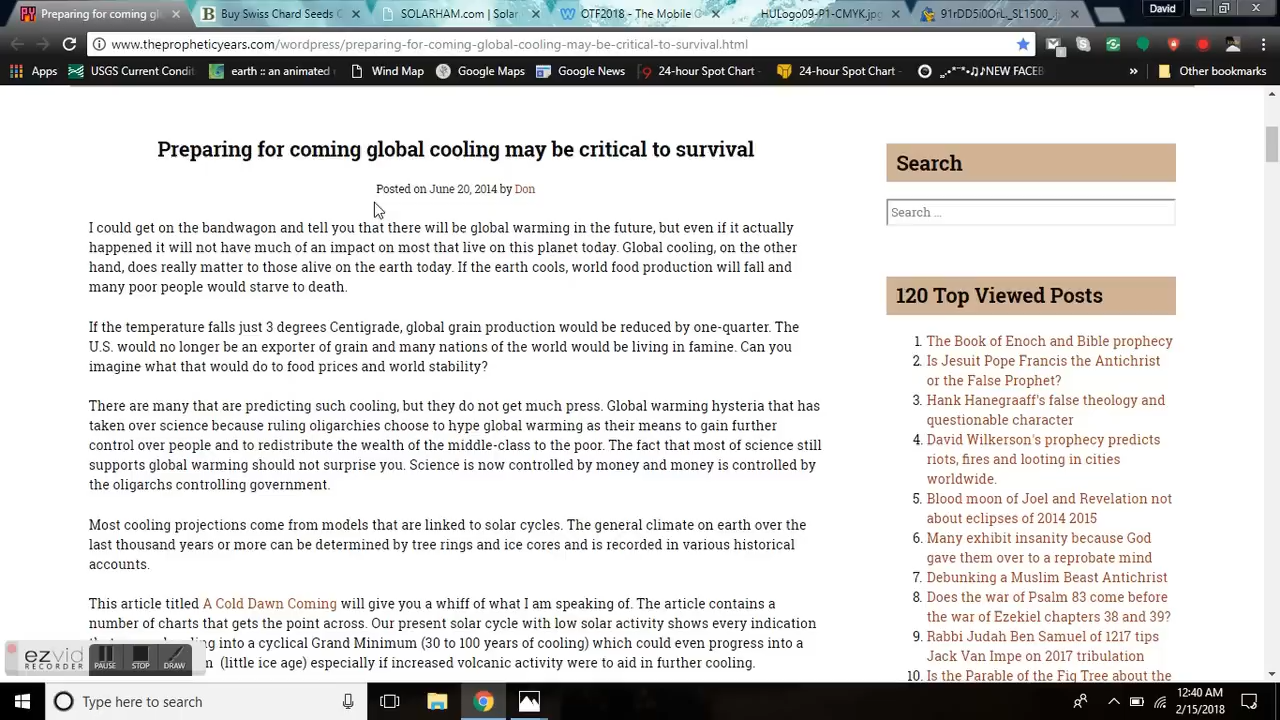 Preparing for coming glo
Buy Swiss Chard Seeds O
SOLARHAM.com | Solar
OTF2018 - The Mobile C
HULogo09-P1-CMYK.jpg
91rDD5i0OrL._SL1500_.j
David
www.thepropheticyears.com/wordpress/preparing-for-coming-global-cooling-may-be-critical-to-survival.html
Apps
USGS Current Condit
earth :: an animated
Wind Map
Google Maps
Google News
24-hour Spot Chart -
24-hour Spot Chart -
NEW FACEB
»
Other bookmarks
Preparing for coming global cooling may be critical to survival
Posted on June 20, 2014 by Don
I could get on the bandwagon and tell you that there will be global warming in the future, but even if it actually
happened it will not have much of an impact on most that live on this planet today. Global cooling, on the other
hand, does really matter to those alive on the earth today. If the earth cools, world food production will fall and
many poor people would starve to death.
If the temperature falls just 3 degrees Centigrade, global grain production would be reduced by one-quarter. The
U.S. would no longer be an exporter of grain and many nations of the world would be living in famine. Can you
imagine what that would do to food prices and world stability?
There are many that are predicting such cooling, but they do not get much press. Global warming hysteria that has
taken over science because ruling oligarchies choose to hype global warming as their means to gain further
control over people and to redistribute the wealth of the middle-class to the poor. The fact that most of science still
supports global warming should not surprise you. Science is now controlled by money and money is controlled by
the oligarchs controlling government.
Most cooling projections come from models that are linked to solar cycles. The general climate on earth over the
last thousand years or more can be determined by tree rings and ice cores and is recorded in various historical
accounts.
This article titled A Cold Dawn Coming will give you a whiff of what I am speaking of. The article contains a
number of charts that gets the point across. Our present solar cycle with low solar activity shows every indication
into a cyclical Grand Minimum (30 to 100 years of cooling) which could even progress into a
(little ice age) especially if increased volcanic activity were to aid in further cooling.
Search
Search ...
120 Top Viewed Posts
1. The Book of Enoch and Bible prophecy
2. Is Jesuit Pope Francis the Antichrist
or the False Prophet?
3. Hank Hanegraaff's false theology and
questionable character
4. David Wilkerson's prophecy predicts
riots, fires and looting in cities
worldwide.
5. Blood moon of Joel and Revelation not
about eclipses of 2014 2015
6. Many exhibit insanity because God
gave them over to a reprobate mind
7. Debunking a Muslim Beast Antichrist
8. Does the war of Psalm 83 come before
the war of Ezekiel chapters 38 and 39?
9. Rabbi Judah Ben Samuel of 1217 tips
Jack Van Impe on 2017 tribulation
10. Is the Parable of the Fig Tree about the
ezvid
RECORDER
PAUSE
STOP
DRAW
Type here to search
12:40 AM
2/15/2018